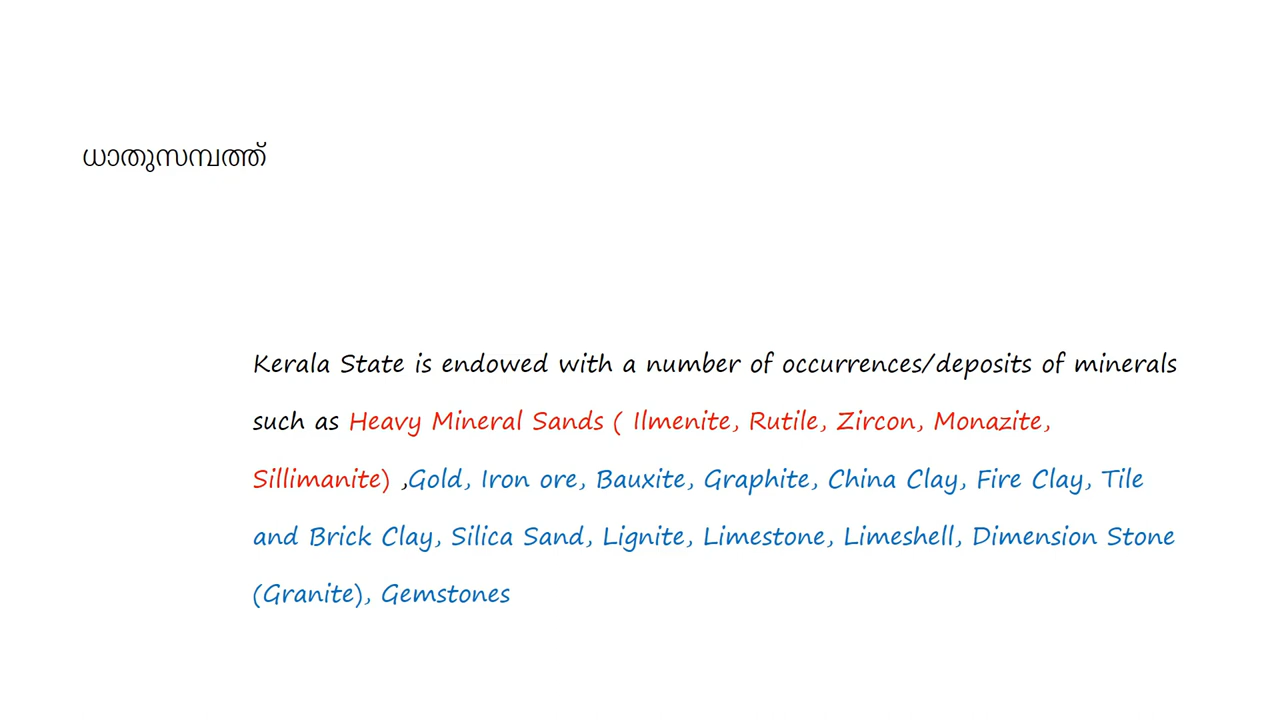 ധാതുസമ്പത്ത്
Kerala State is endowed with a number of occurrences/deposits of minerals
such as Heavy Mineral Sands ( Ilmenite, Rutile, Zircon, Monazite,
Sillimanite) ,Gold, Iron ore, Bauxite, Graphite, China Clay, Fire Clay, Tile
and Brick Clay, Silica Sand, Lignite, Limestone, Limeshell, Dimension Stone
(Granite), Gemstones